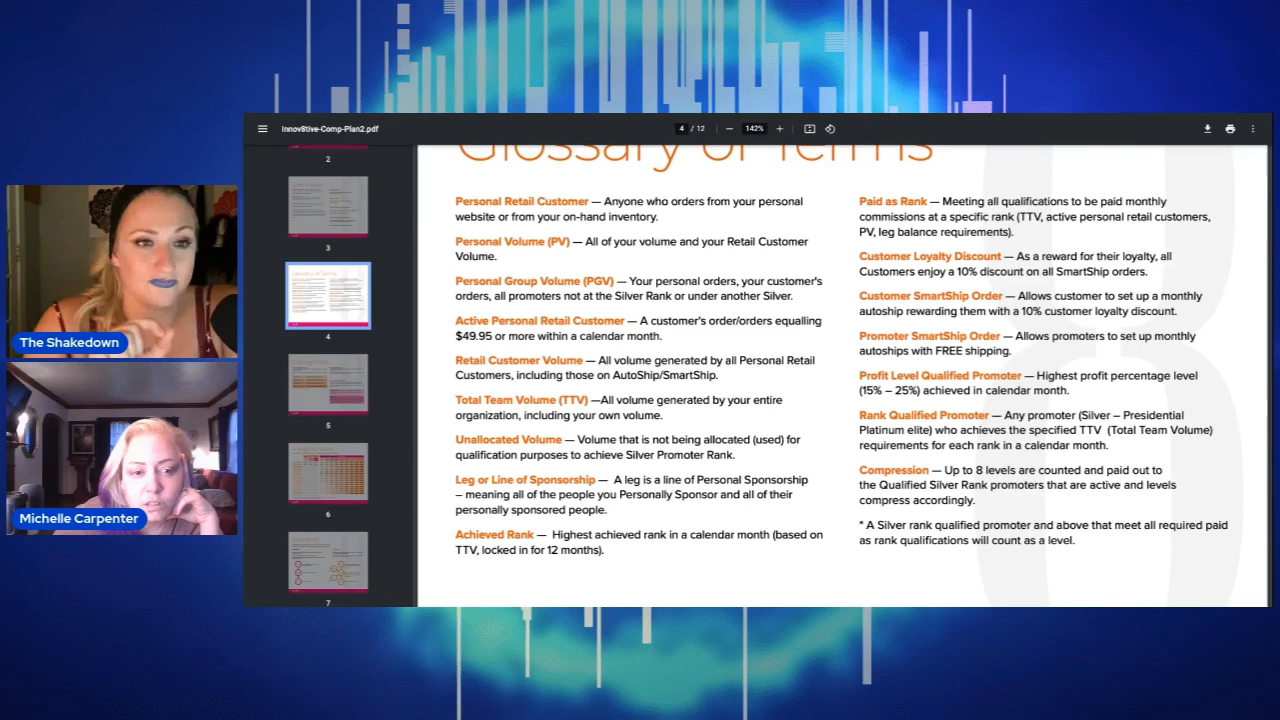 Innov8tive-Comp-Plan2.pdf
4 / 12
142%
Glossary of Terms
2
3
4
5
6
7
Personal Retail Customer — Anyone who orders from your personal
website or from your on-hand inventory.
Personal Volume (PV) — All of your volume and your Retail Customer
Volume.
Personal Group Volume (PGV) — Your personal orders, your customer's
orders, all promoters not at the Silver Rank or under another Silver.
Active Personal Retail Customer — A customer's order/orders equalling
$49.95 or more within a calendar month.
Retail Customer Volume — All volume generated by all Personal Retail
Customers, including those on AutoShip/SmartShip.
Total Team Volume (TTV) —All volume generated by your entire
organization, including your own volume.
Unallocated Volume — Volume that is not being allocated (used) for
qualification purposes to achieve Silver Promoter Rank.
Leg or Line of Sponsorship — A leg is a line of Personal Sponsorship
– meaning all of the people you Personally Sponsor and all of their
personally sponsored people.
Achieved Rank — Highest achieved rank in a calendar month (based on
TTV, locked in for 12 months).
Paid as Rank — Meeting all qualifications to be paid monthly
commissions at a specific rank (TTV, active personal retail customers,
PV, leg balance requirements).
Customer Loyalty Discount — As a reward for their loyalty, all
Customers enjoy a 10% discount on all SmartShip orders.
Customer SmartShip Order — Allows customer to set up a monthly
autoship rewarding them with a 10% customer loyalty discount.
Promoter SmartShip Order — Allows promoters to set up monthly
autoships with FREE shipping.
Profit Level Qualified Promoter — Highest profit percentage level
(15% – 25%) achieved in calendar month.
Rank Qualified Promoter — Any promoter (Silver – Presidential
Platinum elite) who achieves the specified TTV (Total Team Volume)
requirements for each rank in a calendar month.
Compression — Up to 8 levels are counted and paid out to
the Qualified Silver Rank promoters that are active and levels
compress accordingly.
* A Silver rank qualified promoter and above that meet all required paid
as rank qualifications will count as a level.
The Shakedown
Michelle Carpenter